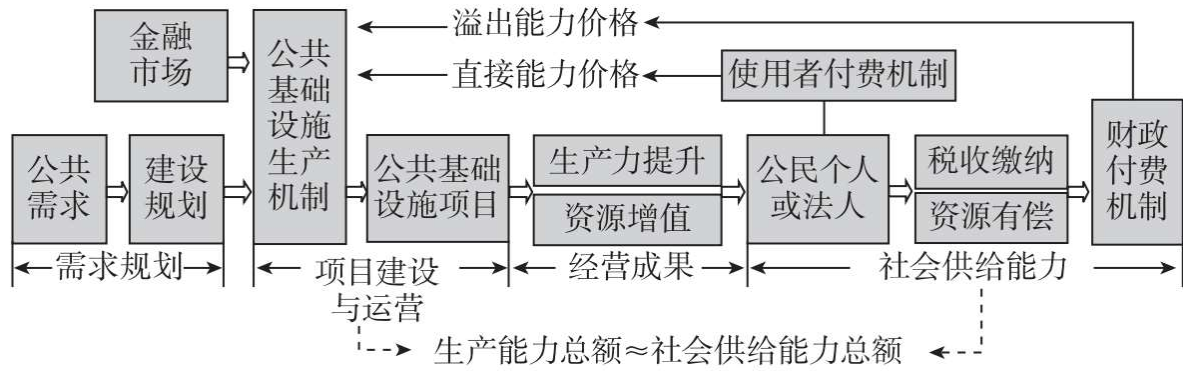 金融
市场
公共
基础
设施
生产
机制
溢出能力价格
直接能力价格
使用者付费机制
公共
需求
建设
规划
公共基础
设施项目
生产力提升
资源增值
公民个人
或法人
税收缴纳
资源有偿
财政
付费
机制
需求规划
项目建设
与运营
经营成果
社会供给能力
生产能力总额≈社会供给能力总额